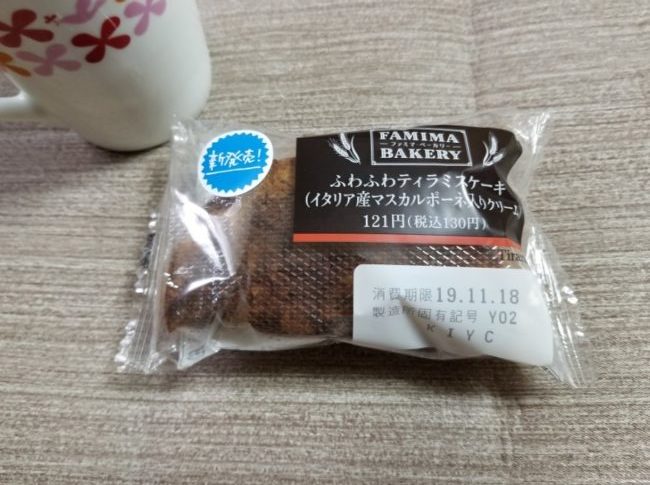 新発売!
FAMIMA
ファミマ・ベーカリー
BAKERY
ふわふわティラミスケーキ
(イタリア産マスカルポーネ入りクリーム
121円(税込130円)
消費期限 19.11.18
製造所固有記号 Y02
KIYC